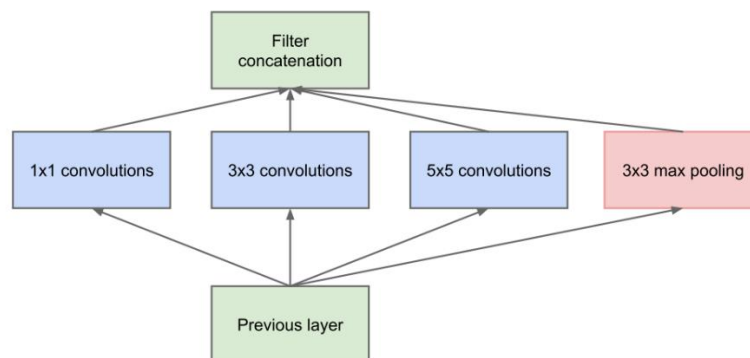 Filter
concatenation
1x1 convolutions
3x3 convolutions
5x5 convolutions
3x3 max pooling
Previous layer